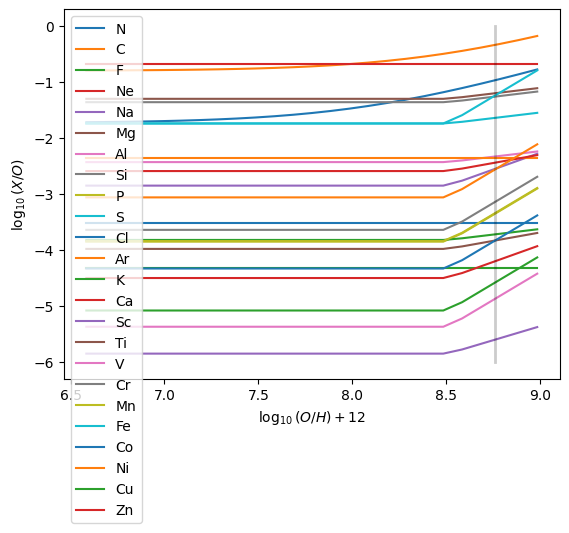 0
−1
−2
−3
−4
−5
−6
log₁₀ (X/O)
N
C
F
Ne
Na
Mg
Al
Si
P
S
Cl
Ar
K
Ca
Sc
Ti
V
Cr
Mn
Fe
Co
Ni
Cu
Zn
6.5 7.0 7.5 8.0 8.5 9.0
log₁₀ (O/H) + 12